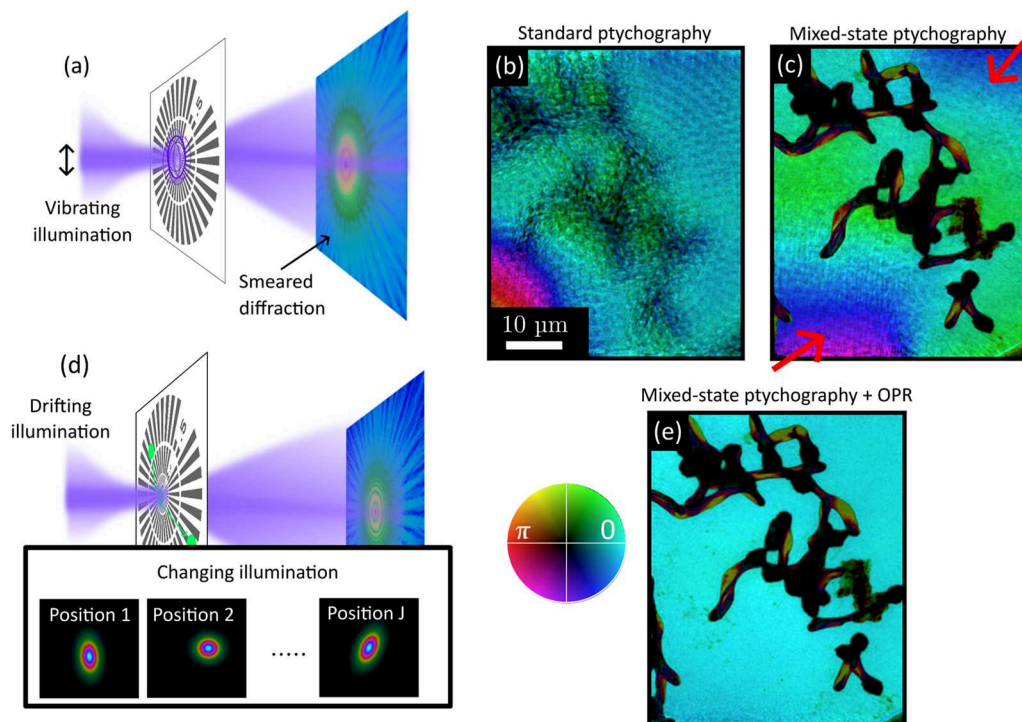 (a)
Vibrating
illumination
Smeared
diffraction
Standard ptychography
(b)
10 µm
Mixed-state ptychography
(c)
(d)
Drifting
illumination
Changing illumination
Position 1
Position 2
.....
Position J
Mixed-state ptychography + OPR
(e)
π
0